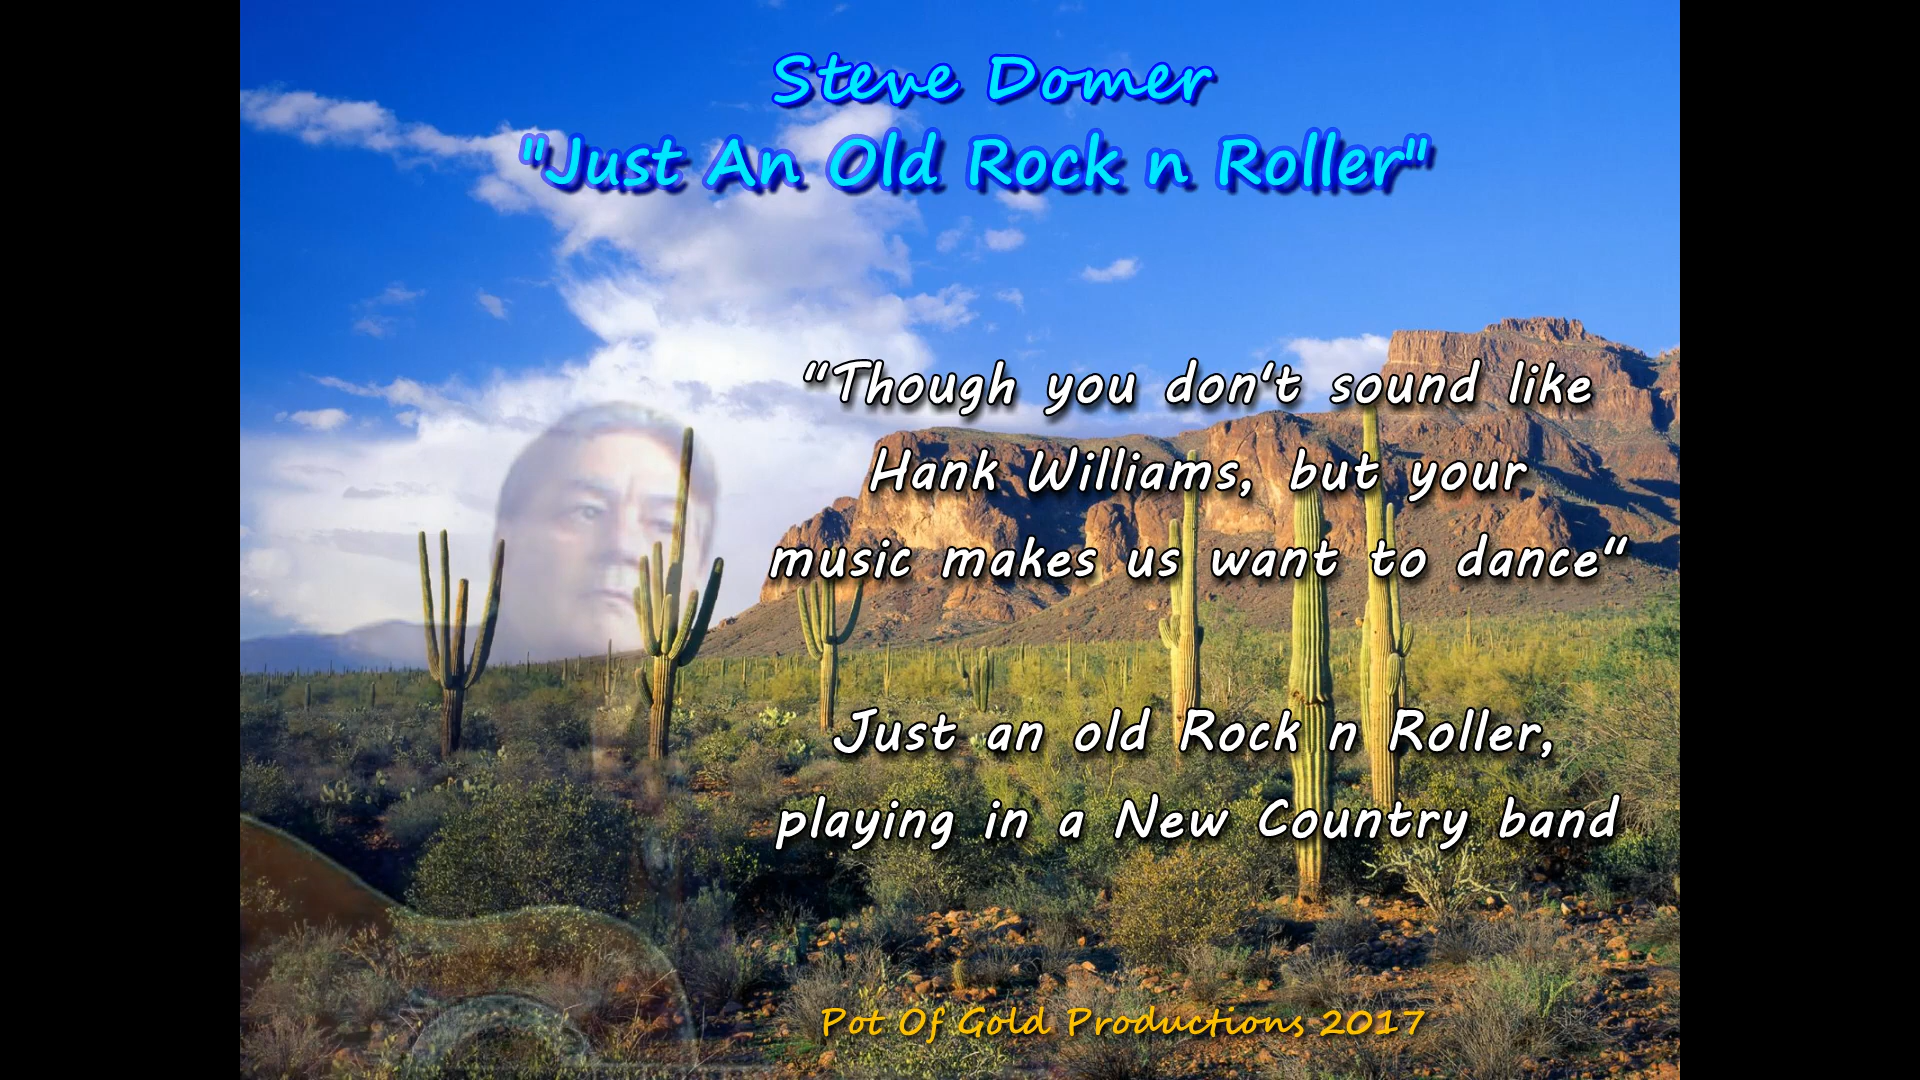 Steve Domer
"Just An Old Rock n Roller"
“Though you don‘t sound like
Hank Williams, but your
music makes us want to dance“
Just an old Rock n Roller,
playing in a New Country band
Pot Of Gold Productions 2017